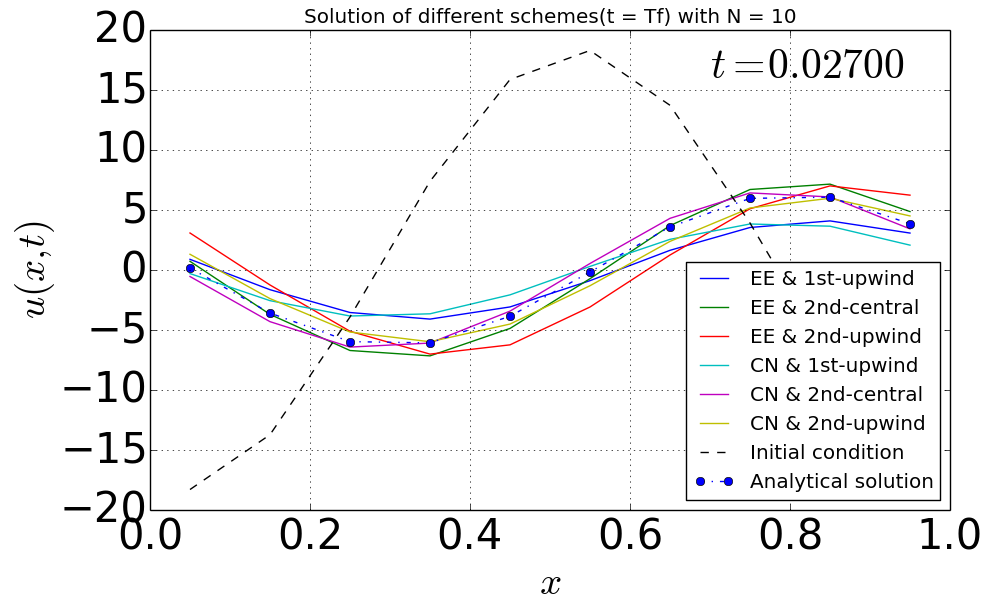 Solution of different schemes(t = Tf) with N = 10
t=0.02700
u(x,t)
20
15
10
5
0
−5
−10
−15
−20
0.0 0.2 0.4 0.6 0.8 1.0
x
EE & 1st-upwind
EE & 2nd-central
EE & 2nd-upwind
CN & 1st-upwind
CN & 2nd-central
CN & 2nd-upwind
Initial condition
Analytical solution